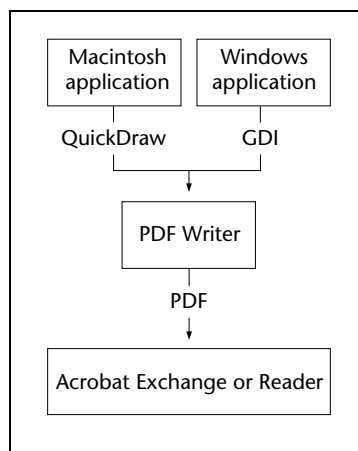 Macintosh
application
Windows
application
QuickDraw
GDI
PDF Writer
PDF
Acrobat Exchange or Reader